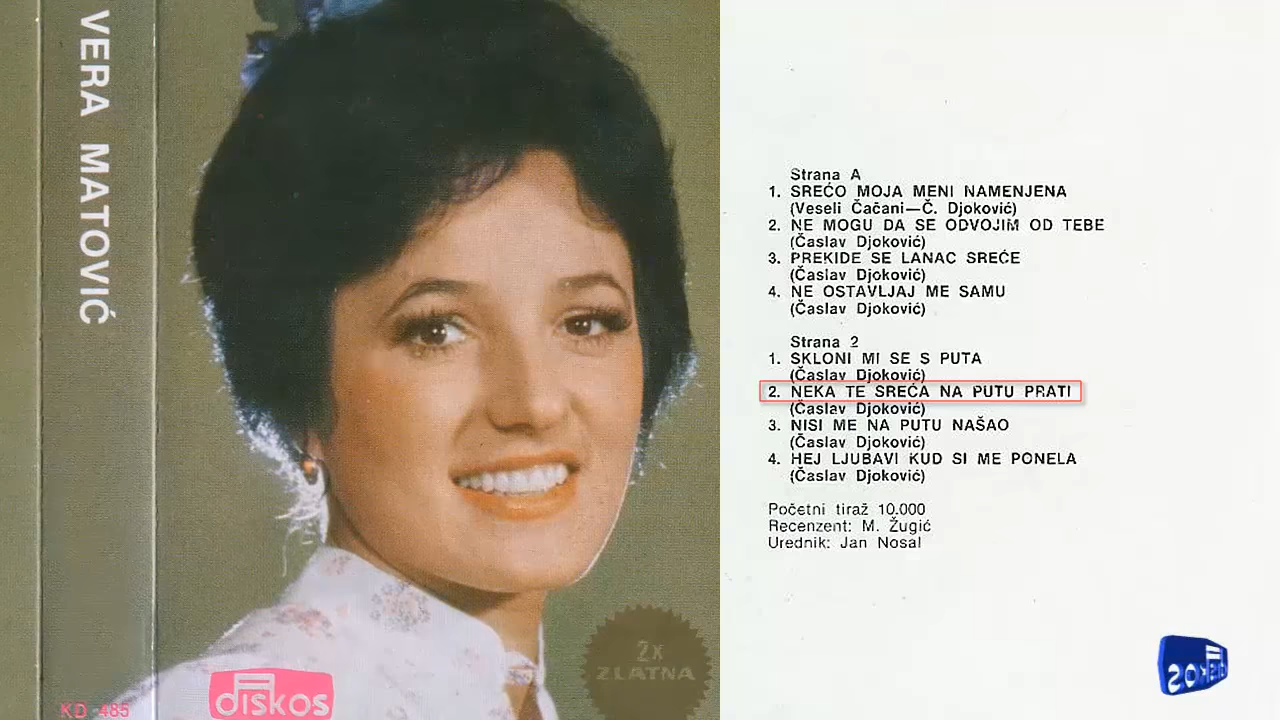 VERA MATOVIĆ
KD 485
diskos
2x
ZLATNA
Strana A
1. SREĆO MOJA MENI NAMENJENA
(Veseli Čačani—Č. Djoković)
2. NE MOGU DA SE ODVOJIM OD TEBE
(Časlav Djoković)
3. PREKIDE SE LANAC SREĆE
(Časlav Djoković)
4. NE OSTAVLJAJ ME SAMU
(Časlav Djoković)
Strana 2
1. SKLONI MI SE S PUTA
(Časlav Djoković)
2. NEKA TE SREĆA NA PUTU PRATI
(Časlav Djoković)
3. NISI ME NA PUTU NAŠAO
(Časlav Djoković)
4. HEJ LJUBAVI KUD SI ME PONELA
(Časlav Djoković)
Početni tiraž 10.000
Recenzent: M. Žugić
Urednik: Jan Nosal